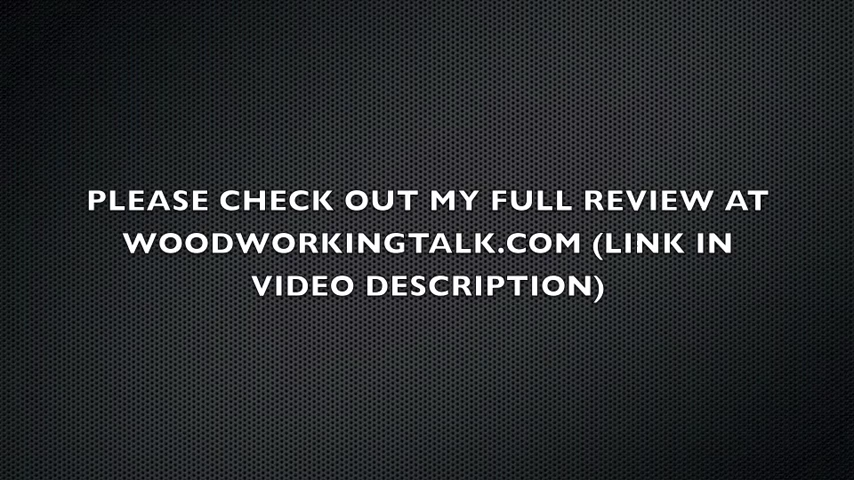 PLEASE CHECK OUT MY FULL REVIEW AT
WOODWORKINGTALK.COM (LINK IN
VIDEO DESCRIPTION)